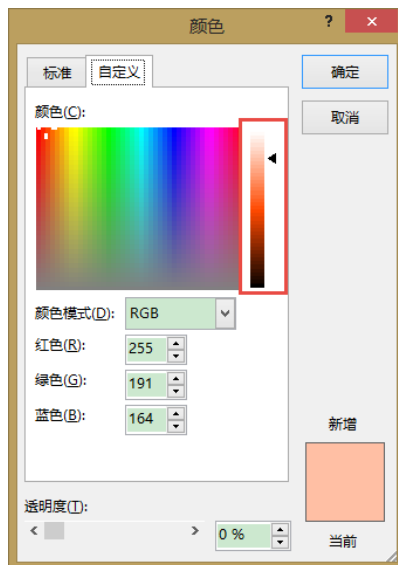 颜色 ?
标准 自定义 确定
颜色(C): 取消
颜色模式(D): RGB
红色(R): 255
绿色(G): 191
蓝色(B): 164
新增
透明度(T):
0 %
当前